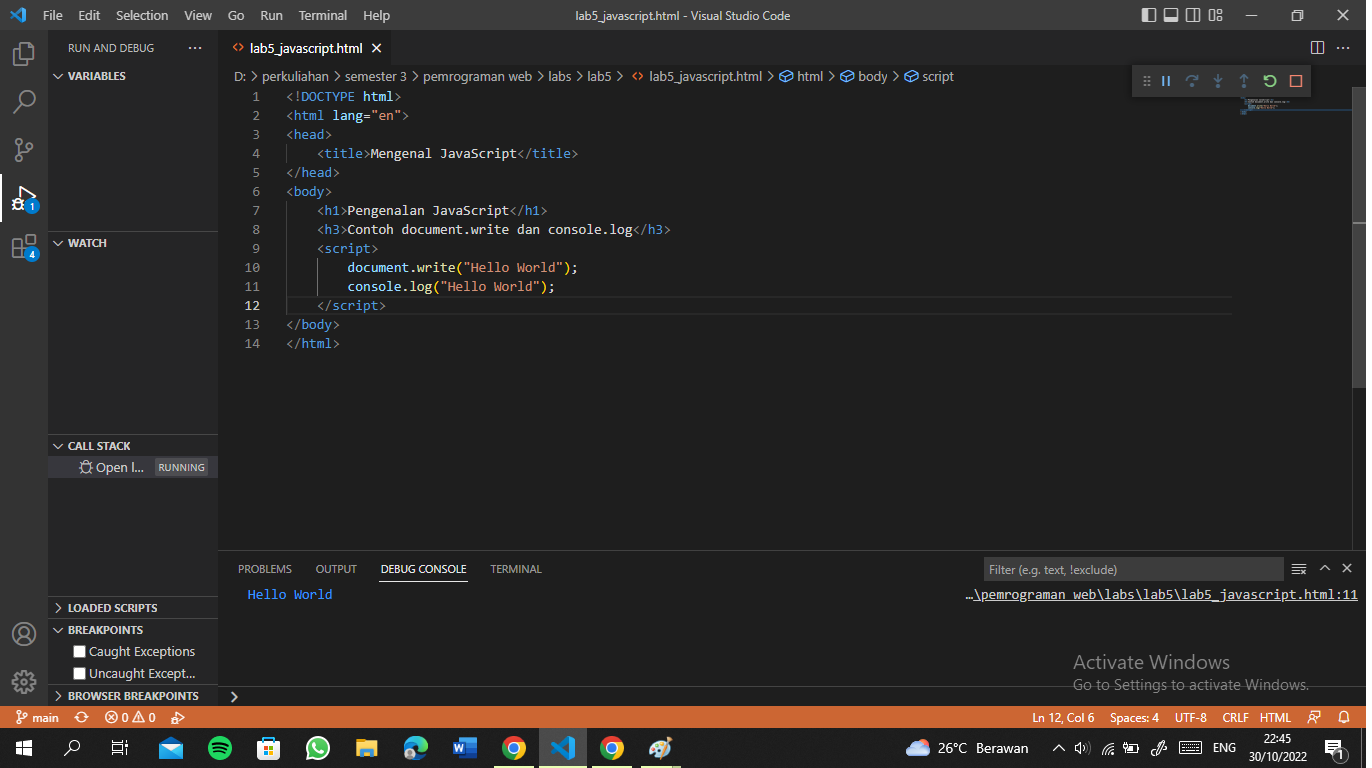 File Edit Selection View Go Run Terminal Help
lab5_javascript.html - Visual Studio Code
RUN AND DEBUG ···
VARIABLES
WATCH
CALL STACK
Open l... RUNNING
LOADED SCRIPTS
BREAKPOINTS
Caught Exceptions
Uncaught Except...
BROWSER BREAKPOINTS
1
4
lab5_javascript.html
D: > perkuliahan > semester 3 > pemrograman web > labs > lab5 > lab5_javascript.html > html > body > script
1 <!DOCTYPE html>
2 <html lang="en">
3 <head>
4 <title>Mengenal JavaScript</title>
5 </head>
6 <body>
7 <h1>Pengenalan JavaScript</h1>
8 <h3>Contoh document.write dan console.log</h3>
9 <script>
10 document.write("Hello World");
11 console.log("Hello World");
12 </script>
13 </body>
14 </html>
PROBLEMS OUTPUT DEBUG CONSOLE TERMINAL
Filter (e.g. text, !exclude)
Hello World …\pemrograman web\labs\lab5\lab5_javascript.html:11
Activate Windows
Go to Settings to activate Windows.
main 0 0
Ln 12, Col 6 Spaces: 4 UTF-8 CRLF HTML
26°C Berawan
ENG
22:45
30/10/2022
1